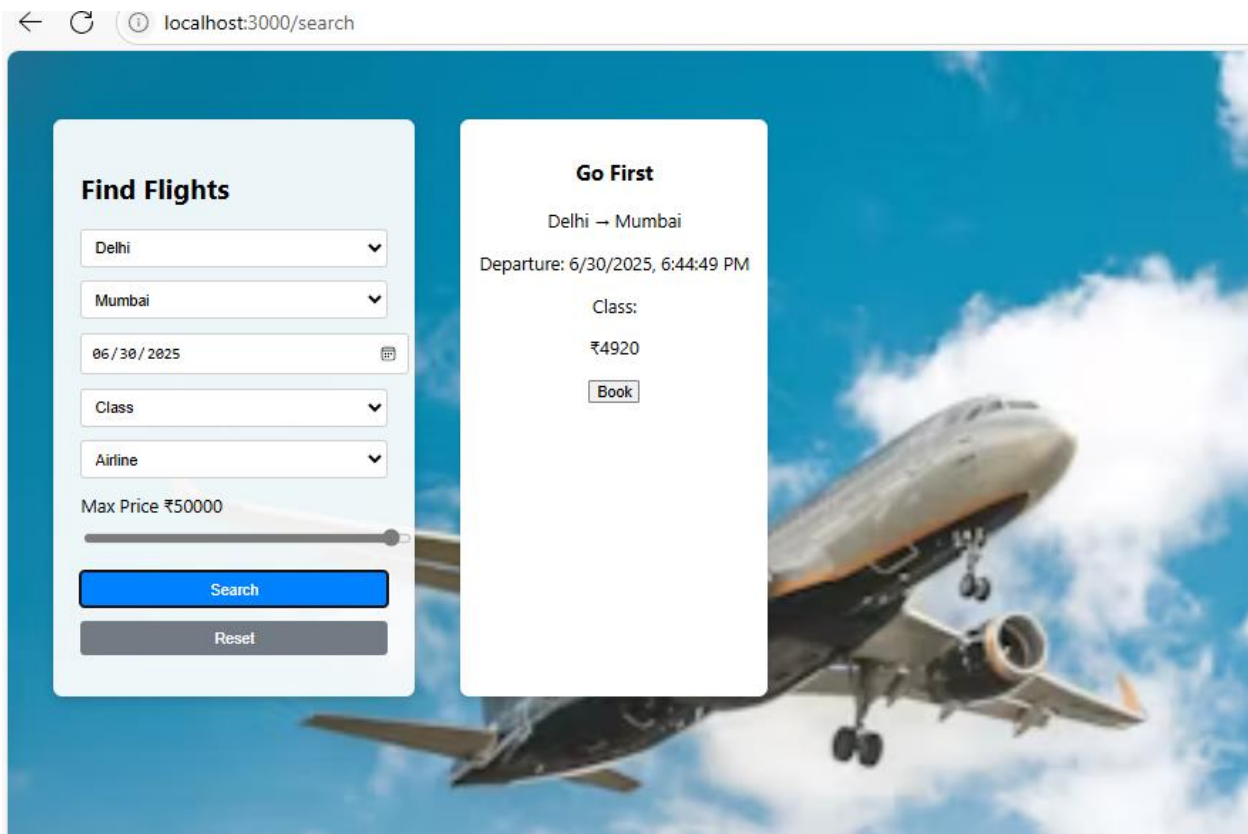 localhost:3000/search
Find Flights
Delhi
Mumbai
06/30/2025
Class
Airline
Max Price ₹50000
Search
Reset
Go First
Delhi → Mumbai
Departure: 6/30/2025, 6:44:49 PM
Class:
₹4920
Book